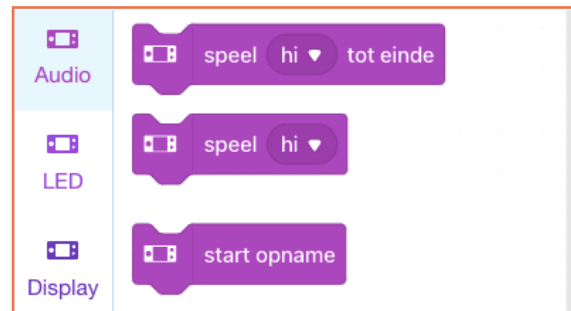 Audio
speel hi tot einde
LED
speel hi
Display
start opname